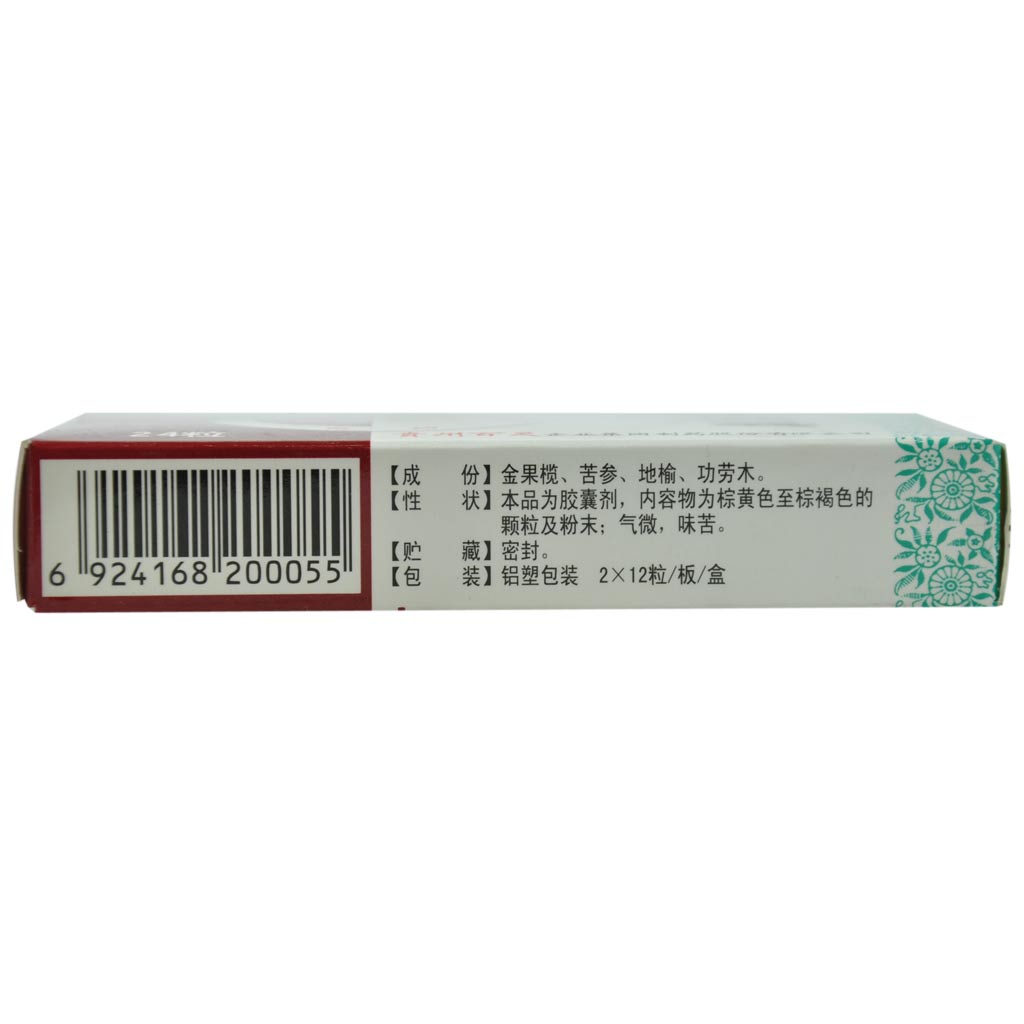 24粒
【成 份】金果榄、苦参、地榆、功劳木。
【性 状】本品为胶囊剂，内容物为棕黄色至棕褐色的
颗粒及粉末；气微，味苦。
【贮 藏】密封。
【包 装】铝塑包装 2×12粒/板/盒
6 924168 200055